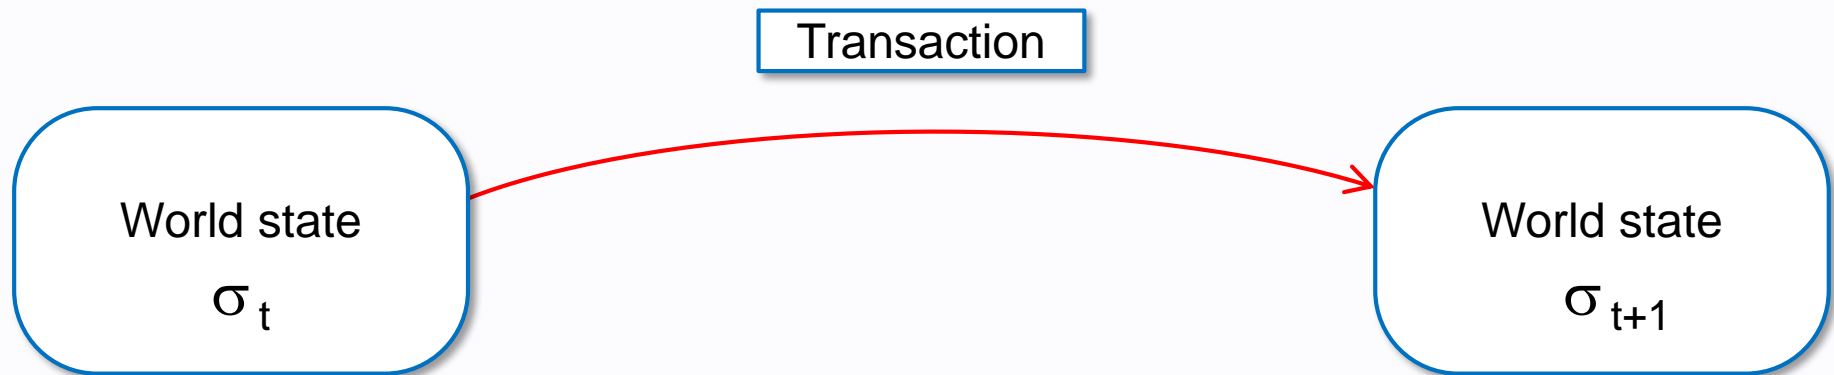 Transaction
World state
σ t
World state
σ t+1